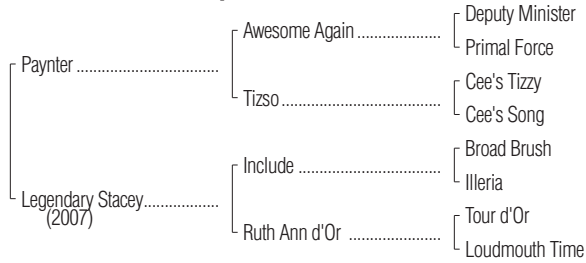 Deputy Minister
Awesome Again ..................
Primal Force
Paynter ...............................
Cee's Tizzy
Tizso................................
Cee's Song
Broad Brush
Include ...........................
Illeria
Legendary Stacey................
(2007)
Tour d'Or
Ruth Ann d'Or ...................
Loudmouth Time